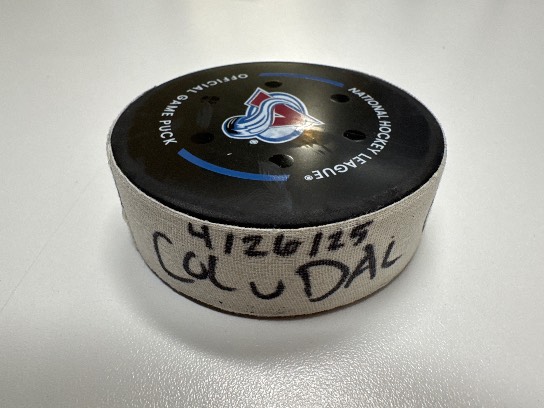 OFFICIAL GAME PUCK
NATIONAL HOCKEY LEAGUE®
®
4/26/25
COL v DAL